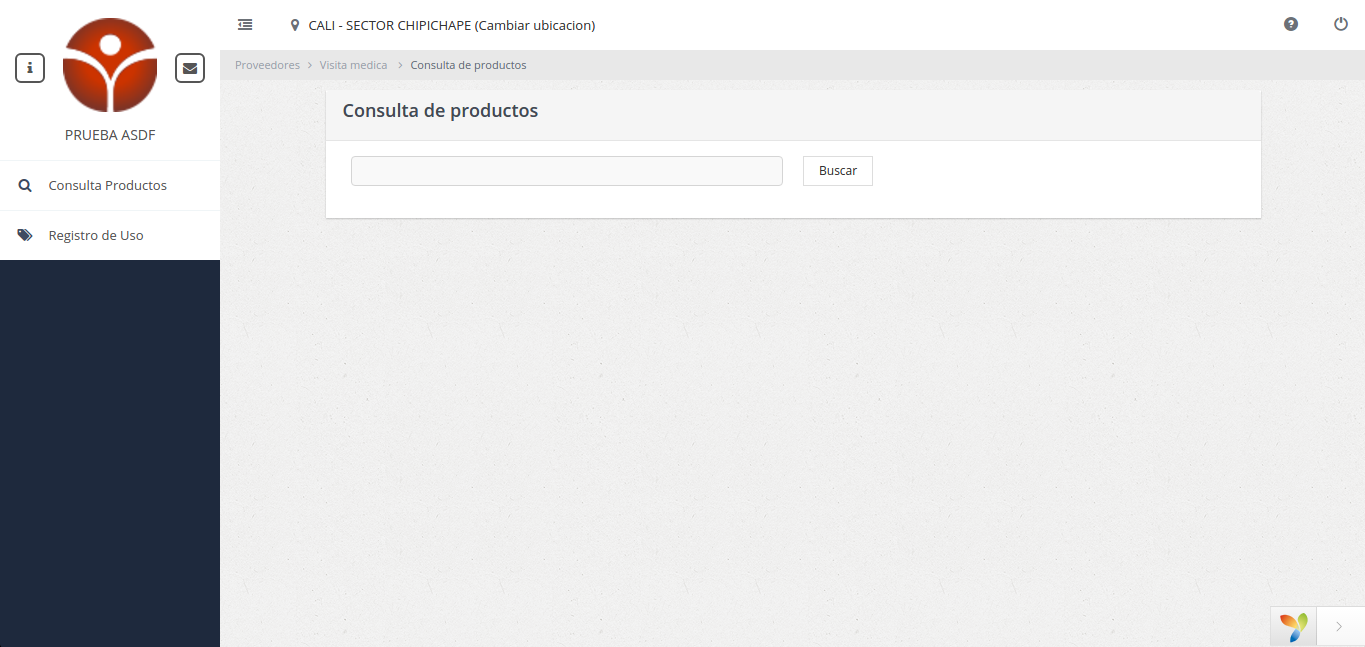 CALI - SECTOR CHIPICHAPE (Cambiar ubicacion)
PRUEBA ASDF
Consulta Productos
Registro de Uso
Proveedores > Visita medica > Consulta de productos
Consulta de productos
Buscar